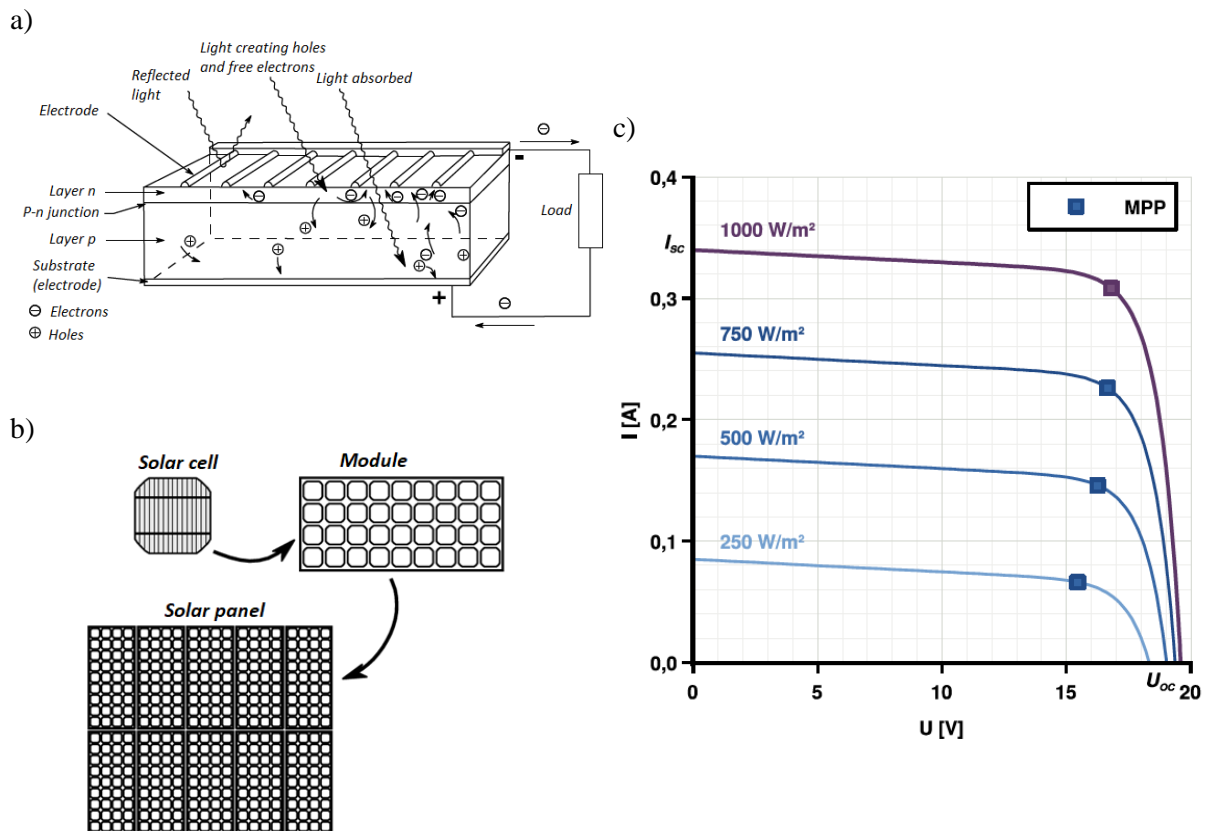 a)
Light creating holes
and free electrons
Reflected
light
Light absorbed
Electrode
Layer n
P-n junction
Layer p
Substrate
(electrode)
⊖ Electrons
⊕ Holes
⊖
-
Load
+
⊖
b)
Solar cell
Module
Solar panel
c)
0,4
MPP
1000 W/m²
Isc
0,3
750 W/m²
I [A]
0,2
500 W/m²
0,1
250 W/m²
0,0
Uoc
0
5
10
15
20
U [V]